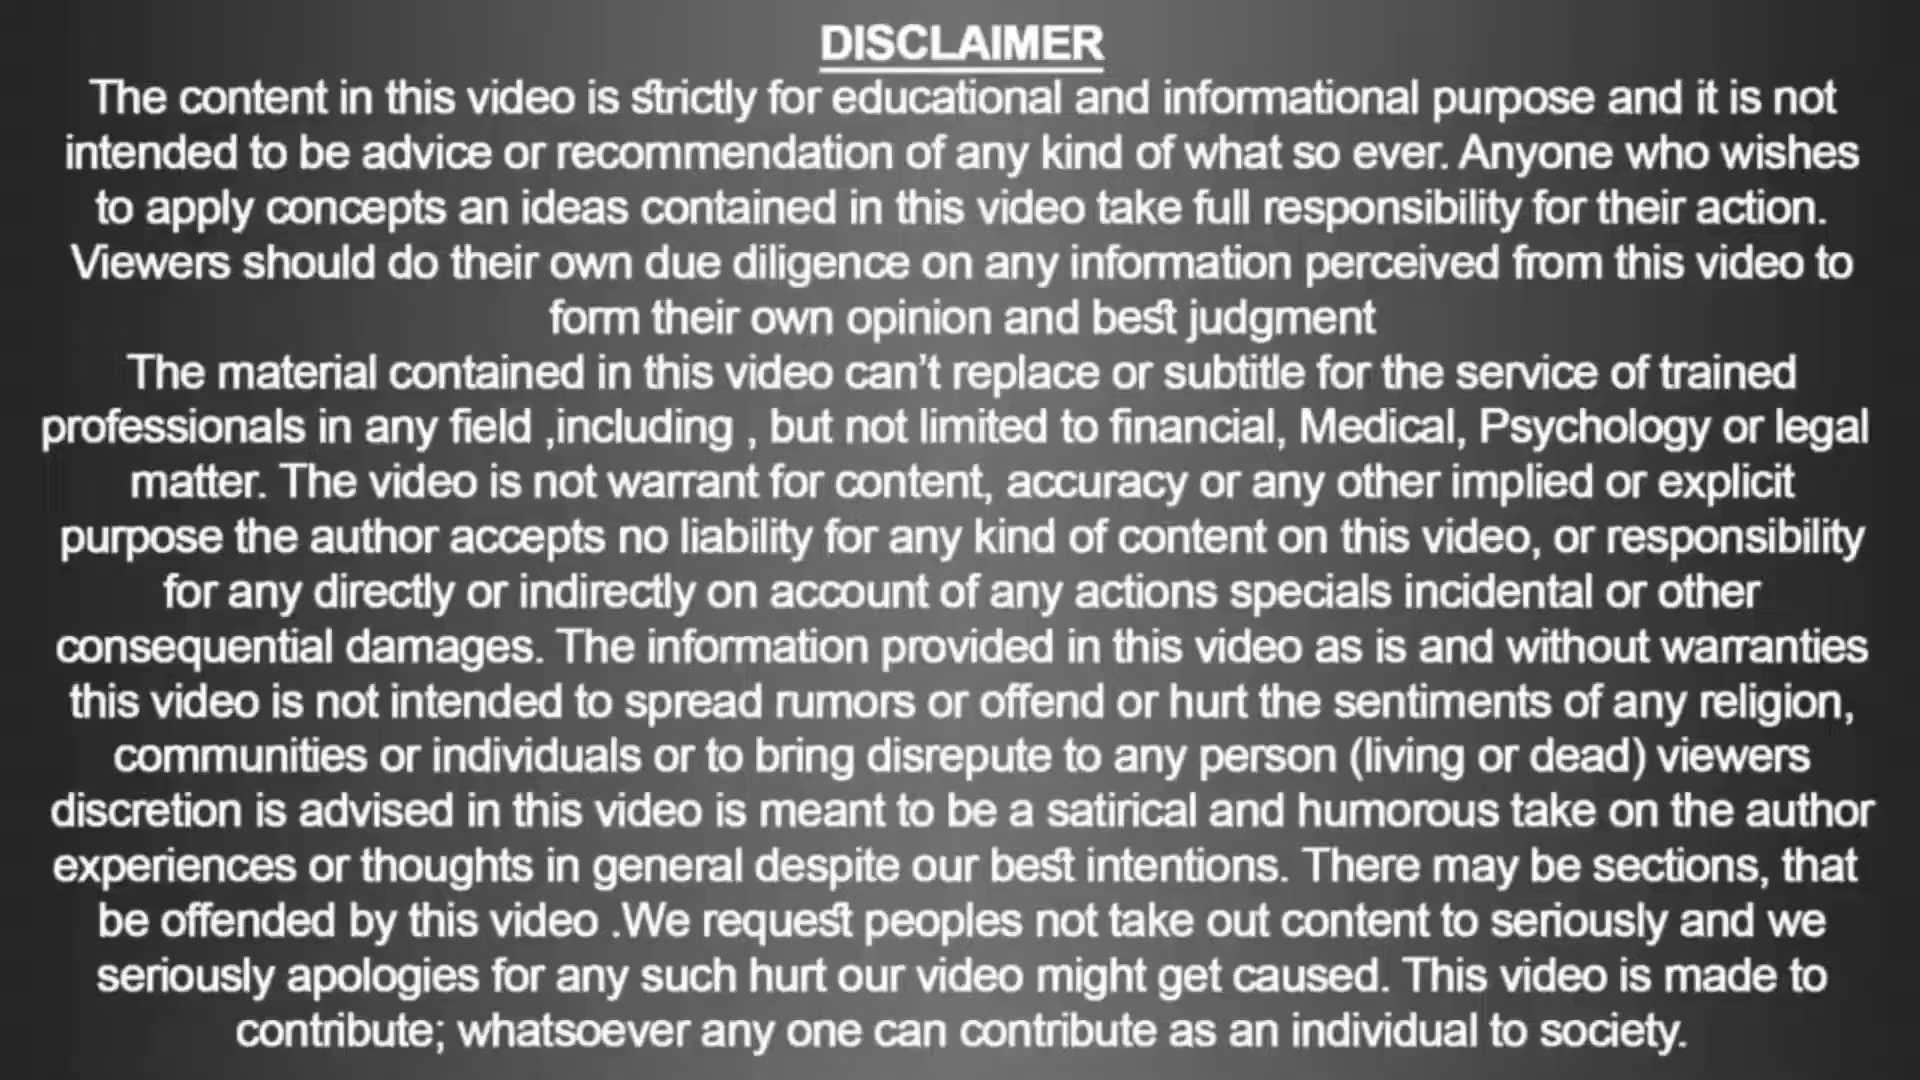 DISCLAIMER
The content in this video is strictly for educational and informational purpose and it is not
intended to be advice or recommendation of any kind of what so ever. Anyone who wishes
to apply concepts an ideas contained in this video take full responsibility for their action.
Viewers should do their own due diligence on any information perceived from this video to
form their own opinion and best judgment
The material contained in this video can’t replace or subtitle for the service of trained
professionals in any field ,including , but not limited to financial, Medical, Psychology or legal
matter. The video is not warrant for content, accuracy or any other implied or explicit
purpose the author accepts no liability for any kind of content on this video, or responsibility
for any directly or indirectly on account of any actions specials incidental or other
consequential damages. The information provided in this video as is and without warranties
this video is not intended to spread rumors or offend or hurt the sentiments of any religion,
communities or individuals or to bring disrepute to any person (living or dead) viewers
discretion is advised in this video is meant to be a satirical and humorous take on the author
experiences or thoughts in general despite our best intentions. There may be sections, that
be offended by this video .We request peoples not take out content to seriously and we
seriously apologies for any such hurt our video might get caused. This video is made to
contribute; whatsoever any one can contribute as an individual to society.